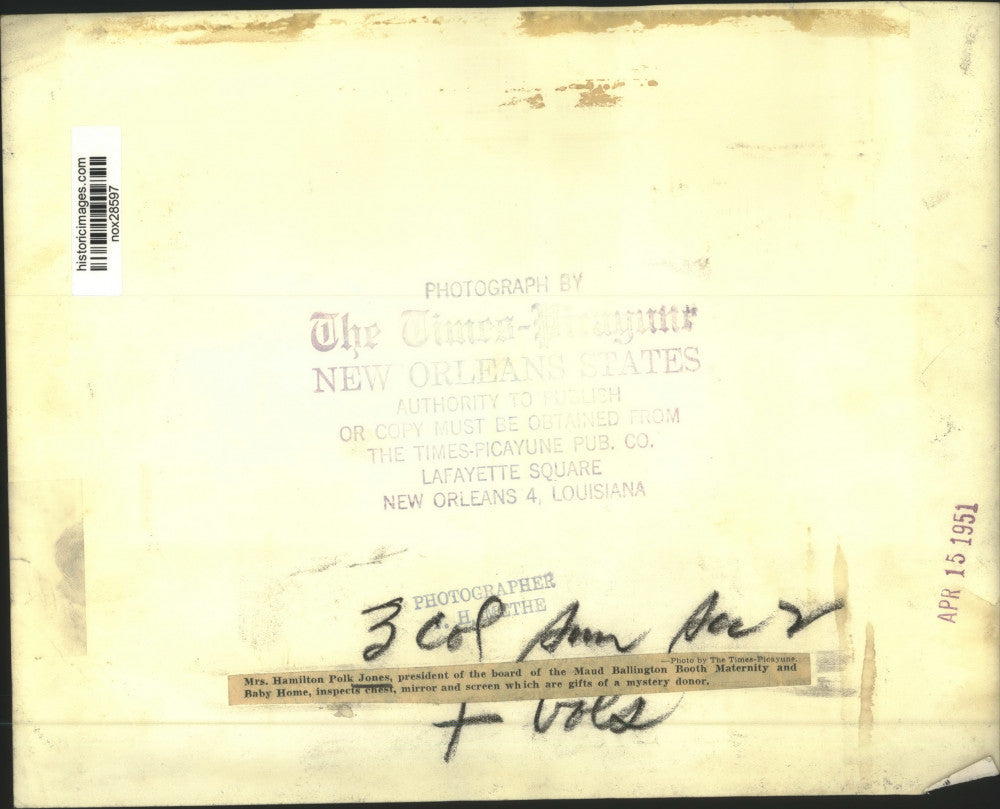 historicimages.com
nox28597
PHOTOGRAPH BY
The Times-Picayune
NEW ORLEANS STATES
AUTHORITY TO PUBLISH
OR COPY MUST BE OBTAINED FROM
THE TIMES-PICAYUNE PUB. CO.
LAFAYETTE SQUARE
NEW ORLEANS 4, LOUISIANA
APR 15 1951
PHOTOGRAPHER
H.
3 col Sun Sec 2
—Photo by The Times-Picayune.
Mrs. Hamilton Polk Jones, president of the board of the Maud Ballington Booth Maternity and
Baby Home, inspects chest, mirror and screen which are gifts of a mystery donor.